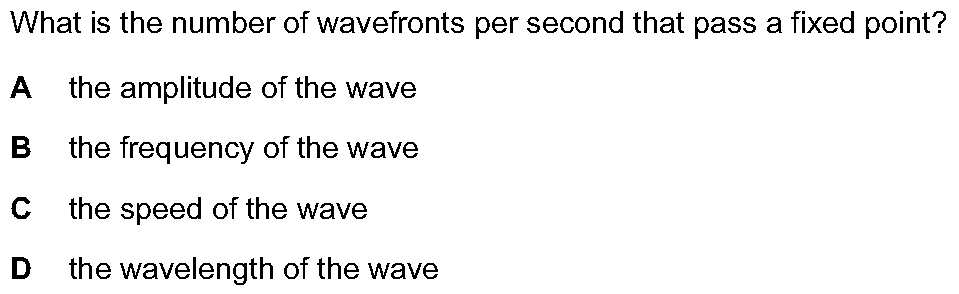 What is the number of wavefronts per second that pass a fixed point?
A the amplitude of the wave
B the frequency of the wave
C the speed of the wave
D the wavelength of the wave